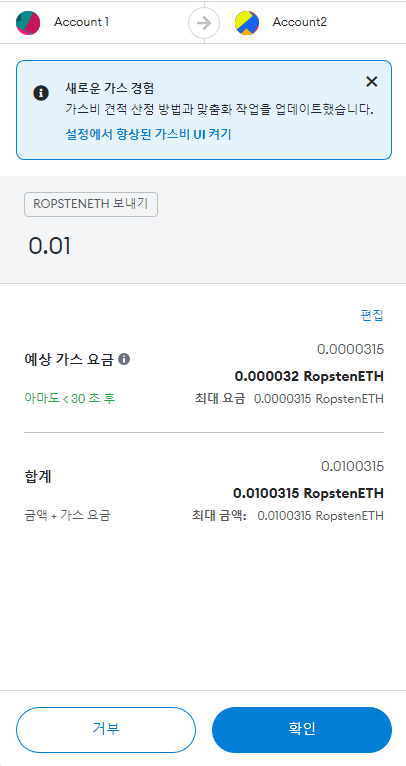 Account 1 Account2
새로운 가스 경험
가스비 견적 산정 방법과 맞춤화 작업을 업데이트했습니다.
설정에서 향상된 가스비 UI 켜기
ROPSTENETH 보내기
0.01
편집
0.0000315
예상 가스 요금
0.000032 RopstenETH
아마도 < 30 초 후 최대 요금 0.0000315 RopstenETH
0.0100315
합계
0.0100315 RopstenETH
금액 + 가스 요금 최대 금액: 0.0100315 RopstenETH
거부 확인